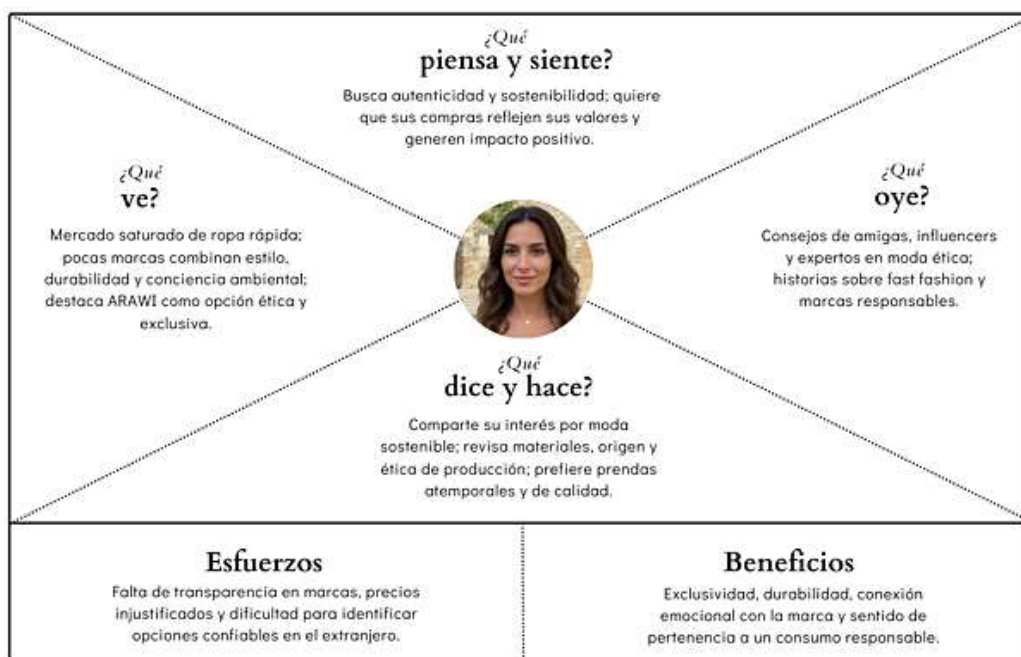 ¿Qué
piensa y siente?
Busca autenticidad y sostenibilidad; quiere
que sus compras reflejen sus valores y
generen impacto positivo.
¿Qué
ve?
Mercado saturado de ropa rápida;
pocas marcas combinan estilo,
durabilidad y conciencia ambiental;
destaca ARAWI como opción ética y
exclusiva.
¿Qué
oye?
Consejos de amigas, influencers
y expertos en moda ética;
historias sobre fast fashion y
marcas responsables.
¿Qué
dice y hace?
Comparte su interés por moda
sostenible; revisa materiales, origen y
ética de producción; prefiere prendas
atemporales y de calidad.
Esfuerzos
Falta de transparencia en marcas, precios
injustificados y dificultad para identificar
opciones confiables en el extranjero.
Beneficios
Exclusividad, durabilidad, conexión
emocional con la marca y sentido de
pertenencia a un consumo responsable.